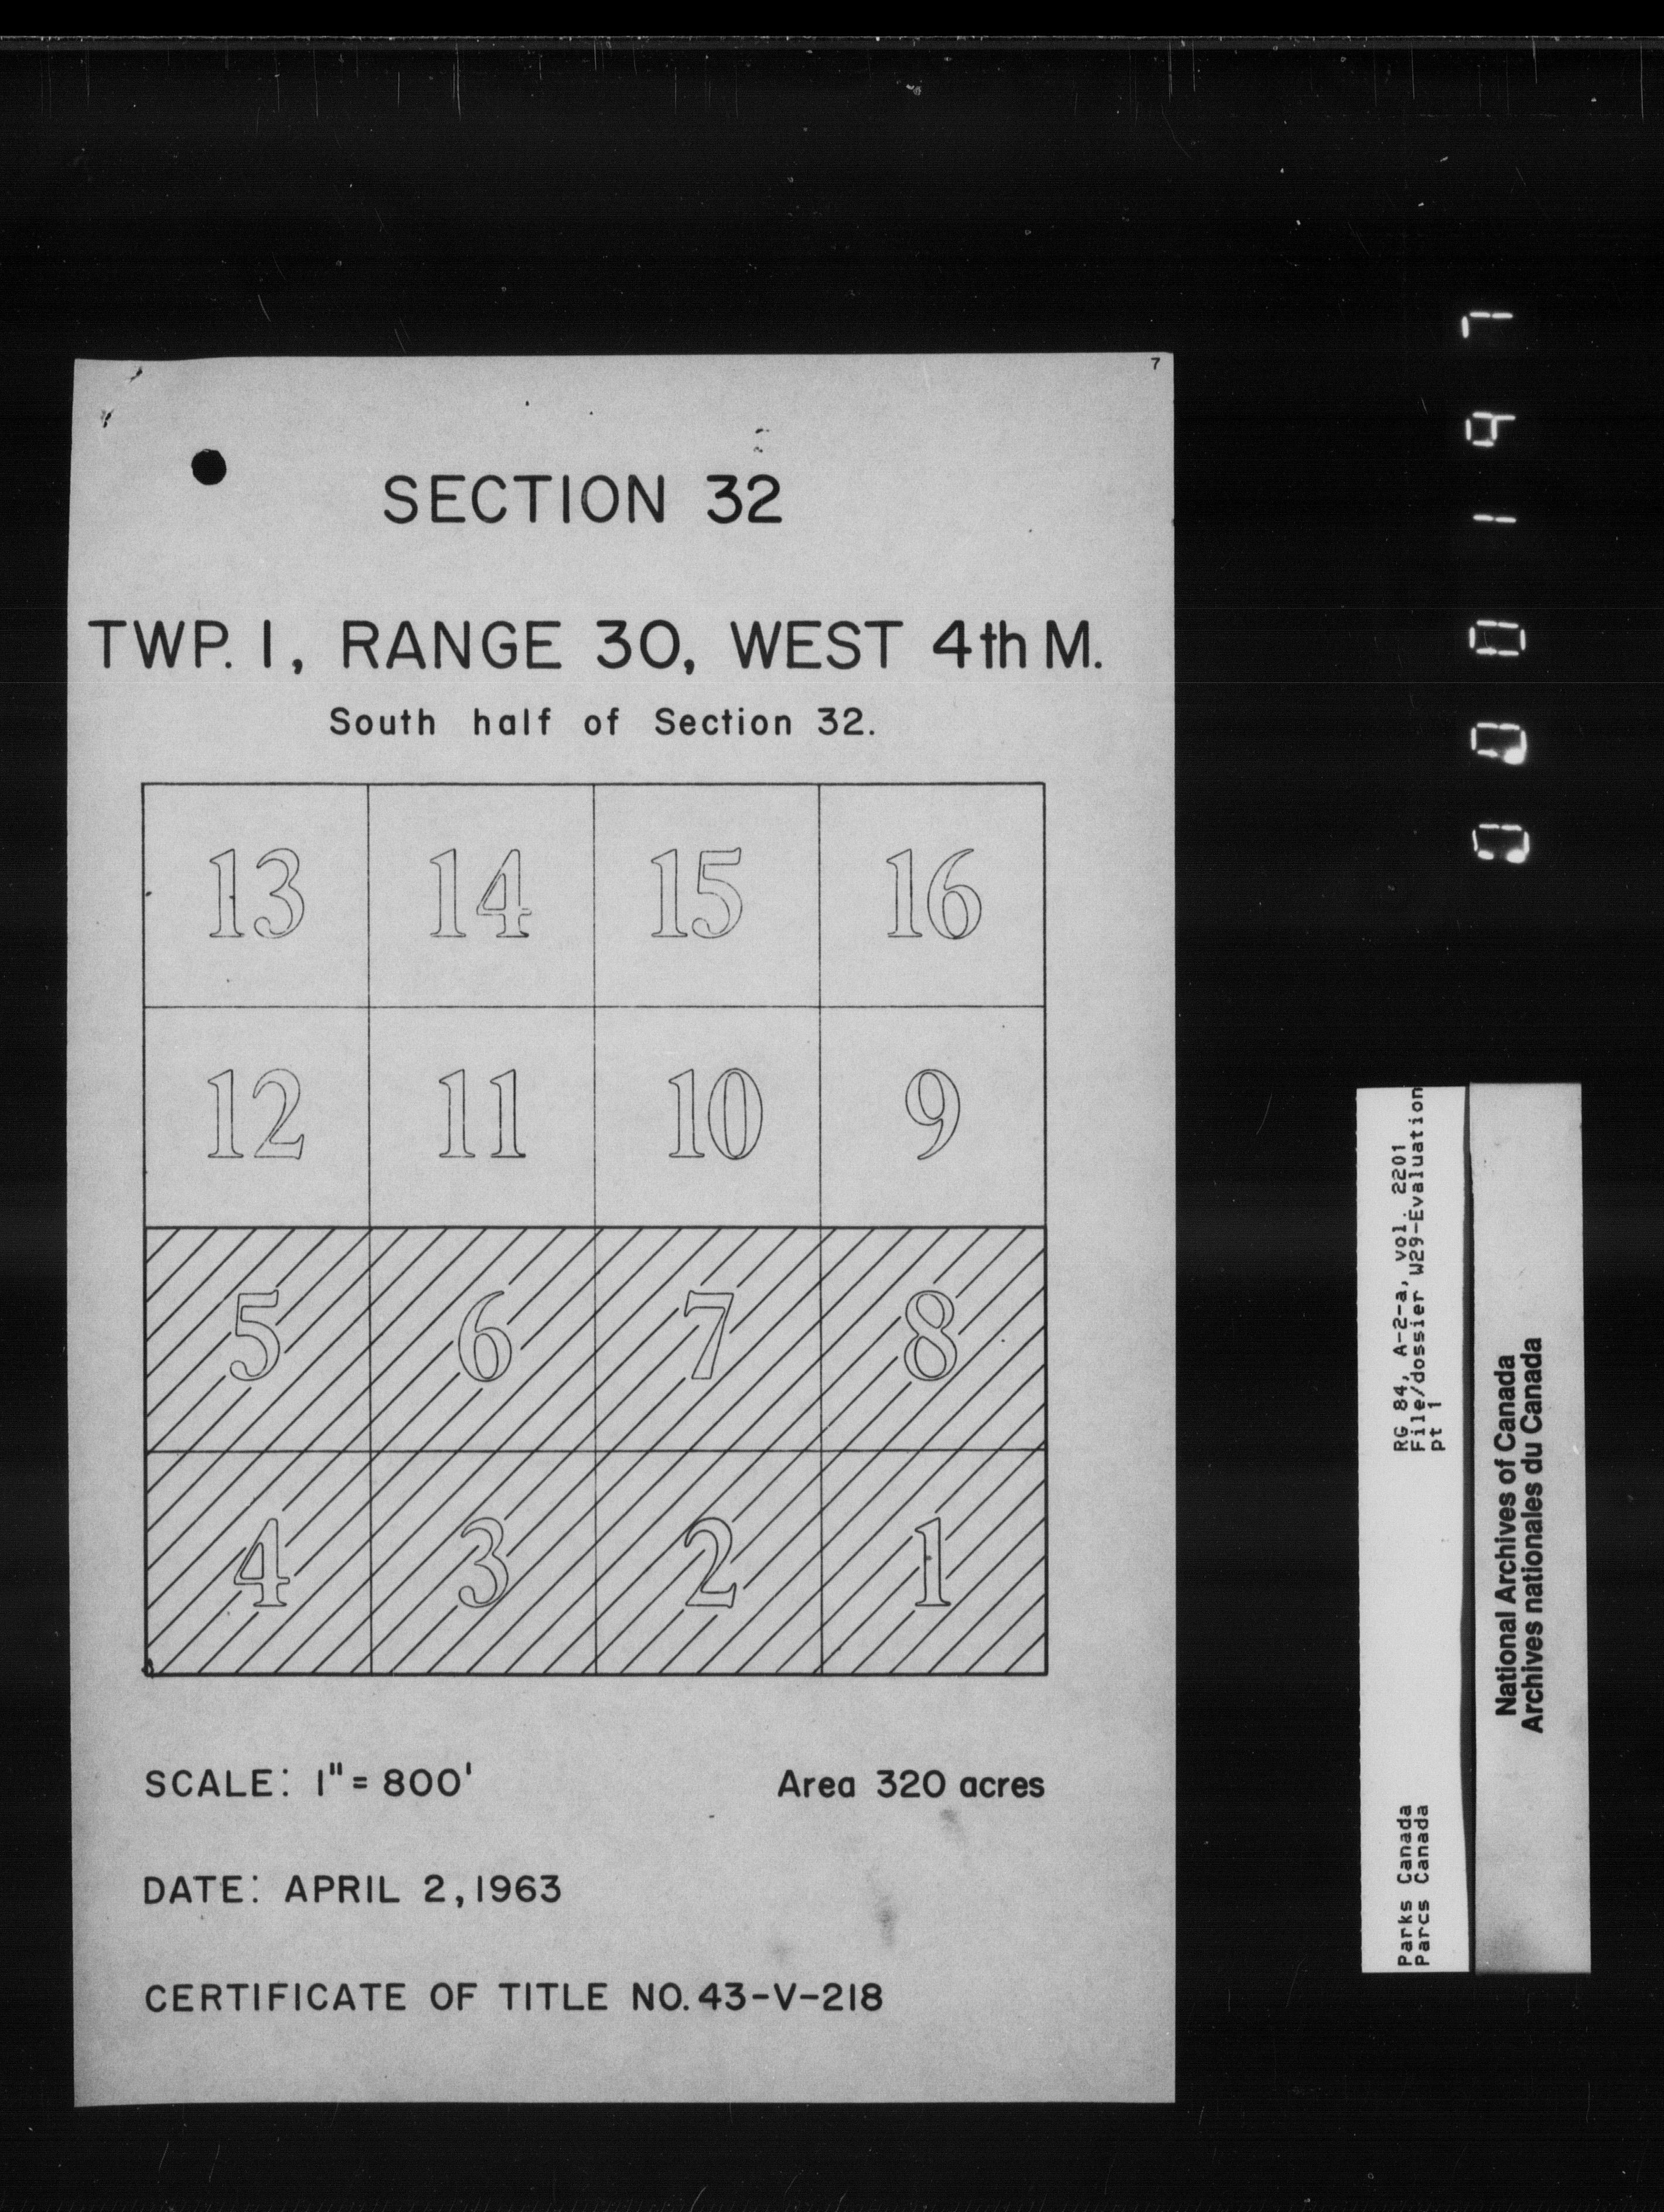 7
SECTION 32
TWP. 1, RANGE 30, WEST 4th M.
South half of Section 32.
13 14 15 16
12 11 10 9
5 6 7 8
4 3 2 1
SCALE: 1" = 800' Area 320 acres
DATE: APRIL 2, 1963
CERTIFICATE OF TITLE NO. 43-V-218
RG 84, A-2-a, vol. 2201
File/dossier W29-Evaluation
pt 1
Parks Canada
Parcs Canada
National Archives of Canada
Archives nationales du Canada